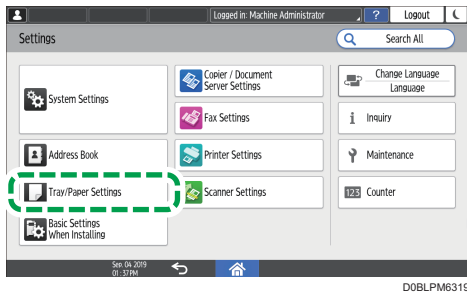 Logged in: Machine Administrator
?
Logout
Settings
Search All
System Settings
Copier / Document
Server Settings
Change Language
Language
Fax Settings
i Inquiry
Address Book
Printer Settings
Maintenance
Tray/Paper Settings
Scanner Settings
123 Counter
Basic Settings
When Installing
Sep. 04 2019
01:37PM
D0BLPM6319